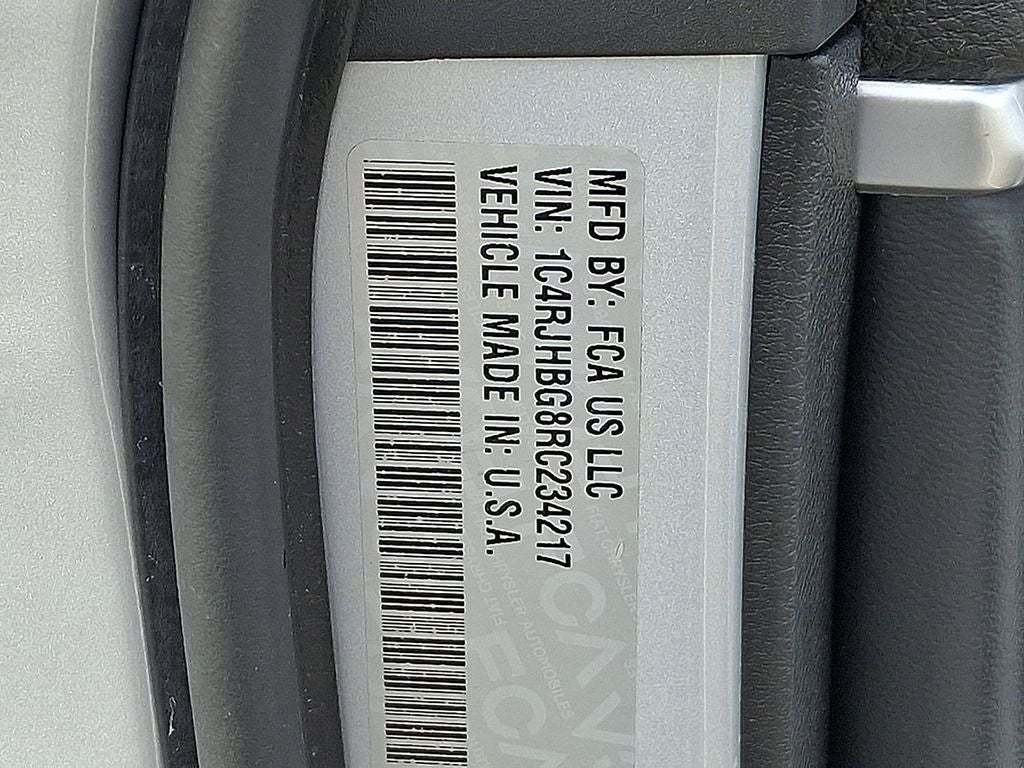 MFD BY: FCA US LLC
VIN: 1C4RJHBG8RC234217
VEHICLE MADE IN: U.S.A.